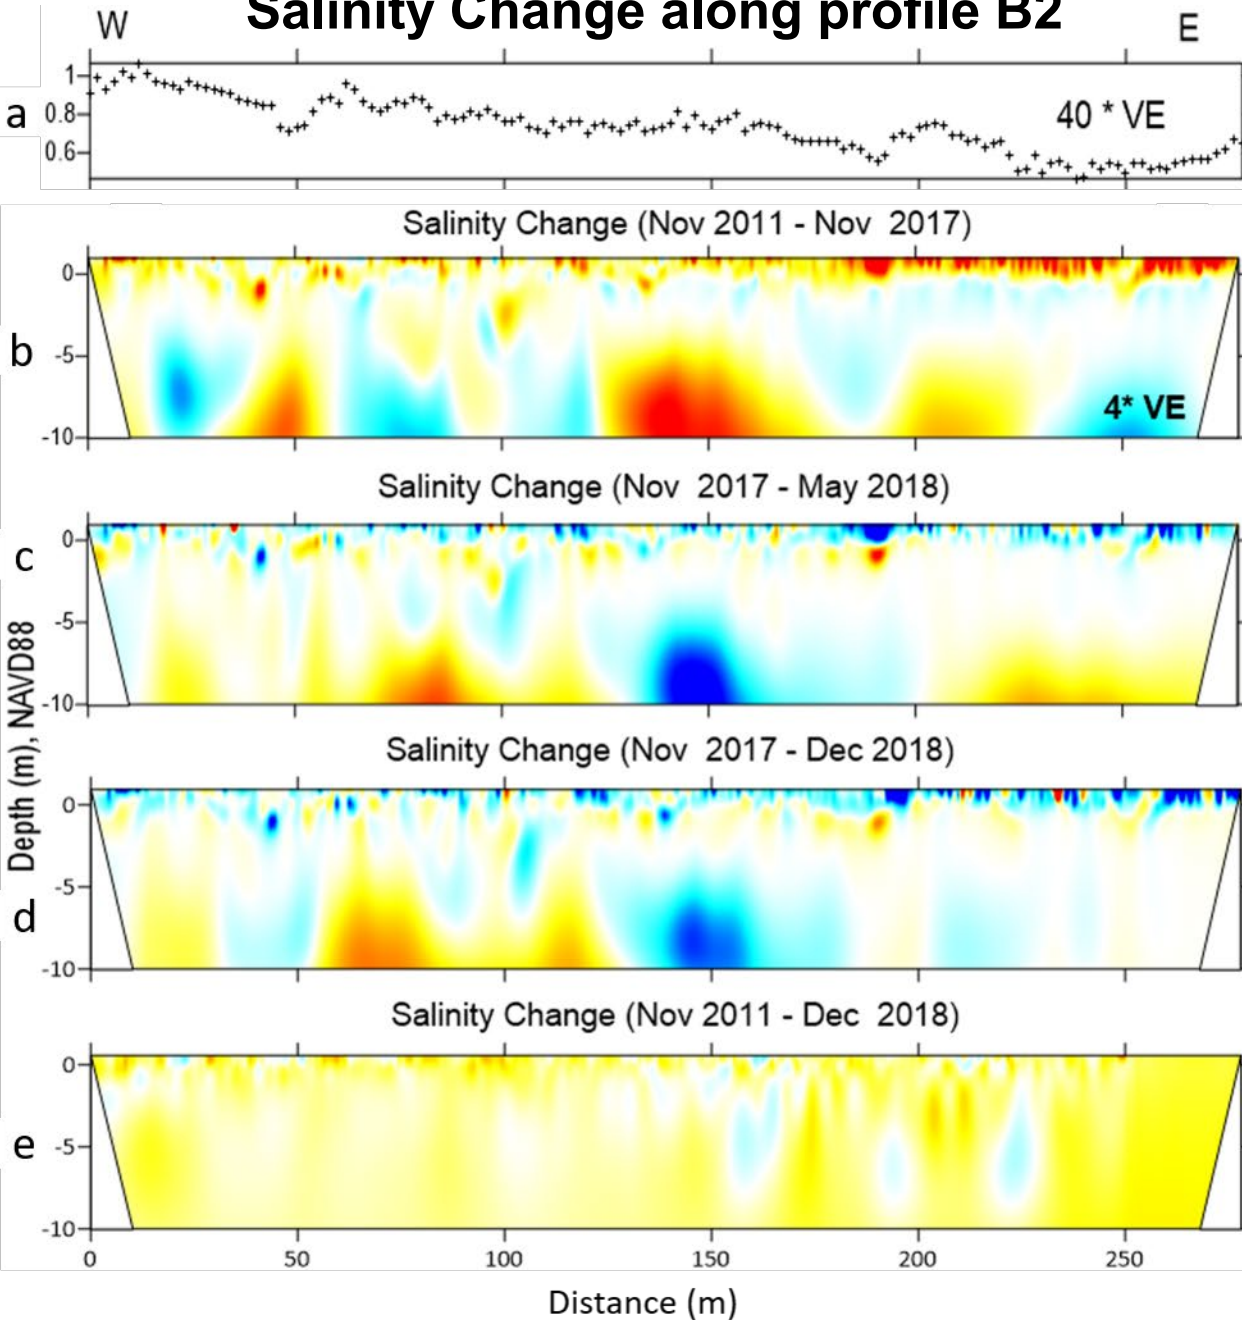 Salinity Change along profile B2
W
E
a
1
0.8
0.6
40 * VE
Salinity Change (Nov 2011 - Nov 2017)
b
0
-5
-10
4* VE
Salinity Change (Nov 2017 - May 2018)
c
0
-5
-10
Depth (m), NAVD88
Salinity Change (Nov 2017 - Dec 2018)
d
0
-5
-10
Salinity Change (Nov 2011 - Dec 2018)
e
0
-5
-10
0 50 100 150 200 250
Distance (m)